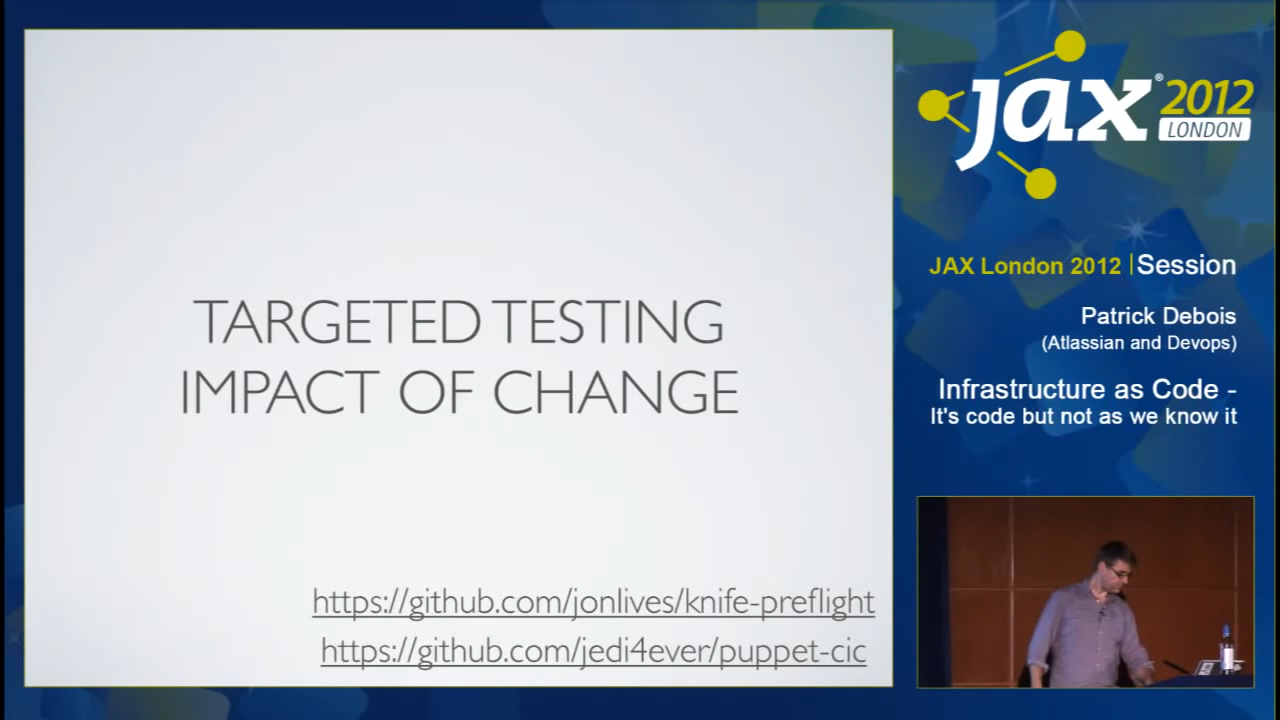 TARGETED TESTING
IMPACT OF CHANGE
https://github.com/jonlives/knife-preflight
https://github.com/jedi4ever/puppet-cic
jax® 2012
LONDON
JAX London 2012 | Session
Patrick Debois
(Atlassian and Devops)
Infrastructure as Code -
It's code but not as we know it